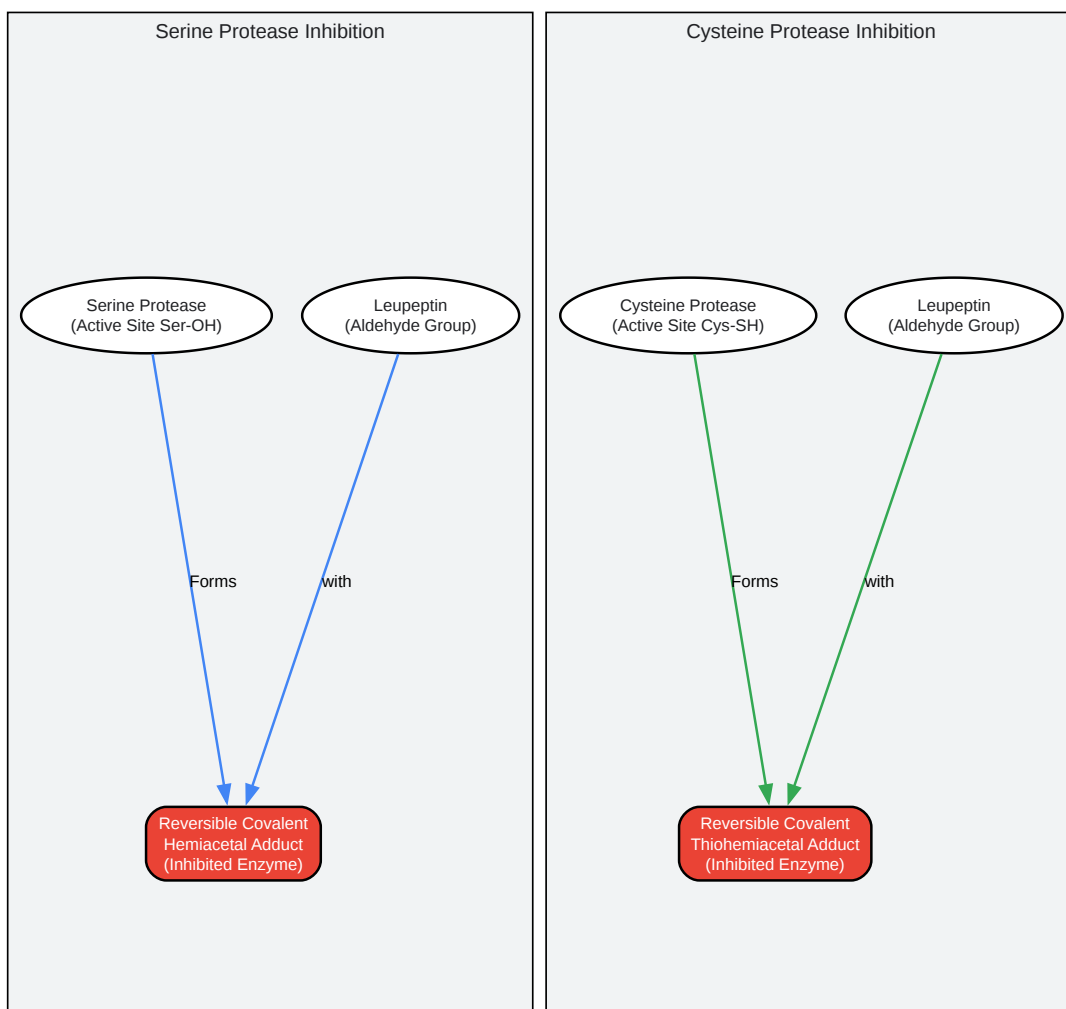 Serine Protease Inhibition
Serine Protease
(Active Site Ser-OH)
Leupeptin
(Aldehyde Group)
Forms
with
Reversible Covalent
Hemiacetal Adduct
(Inhibited Enzyme)
Cysteine Protease Inhibition
Cysteine Protease
(Active Site Cys-SH)
Leupeptin
(Aldehyde Group)
Forms
with
Reversible Covalent
Thiohemiacetal Adduct
(Inhibited Enzyme)